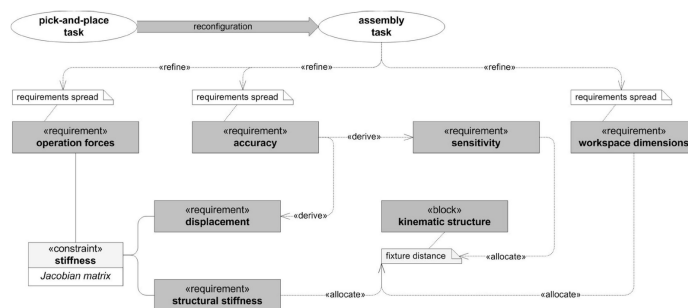 pick-and-place
task
reconfiguration
assembly
task
«refine»
«refine»
«refine»
requirements spread
requirements spread
requirements spread
«requirement»
operation forces
«requirement»
accuracy
«derive»
«requirement»
sensitivity
«requirement»
workspace dimensions
«requirement»
displacement
«derive»
«block»
kinematic structure
«constraint»
stiffness
Jacobian matrix
fixture distance
«allocate»
«requirement»
structural stiffness
«allocate»
«allocate»